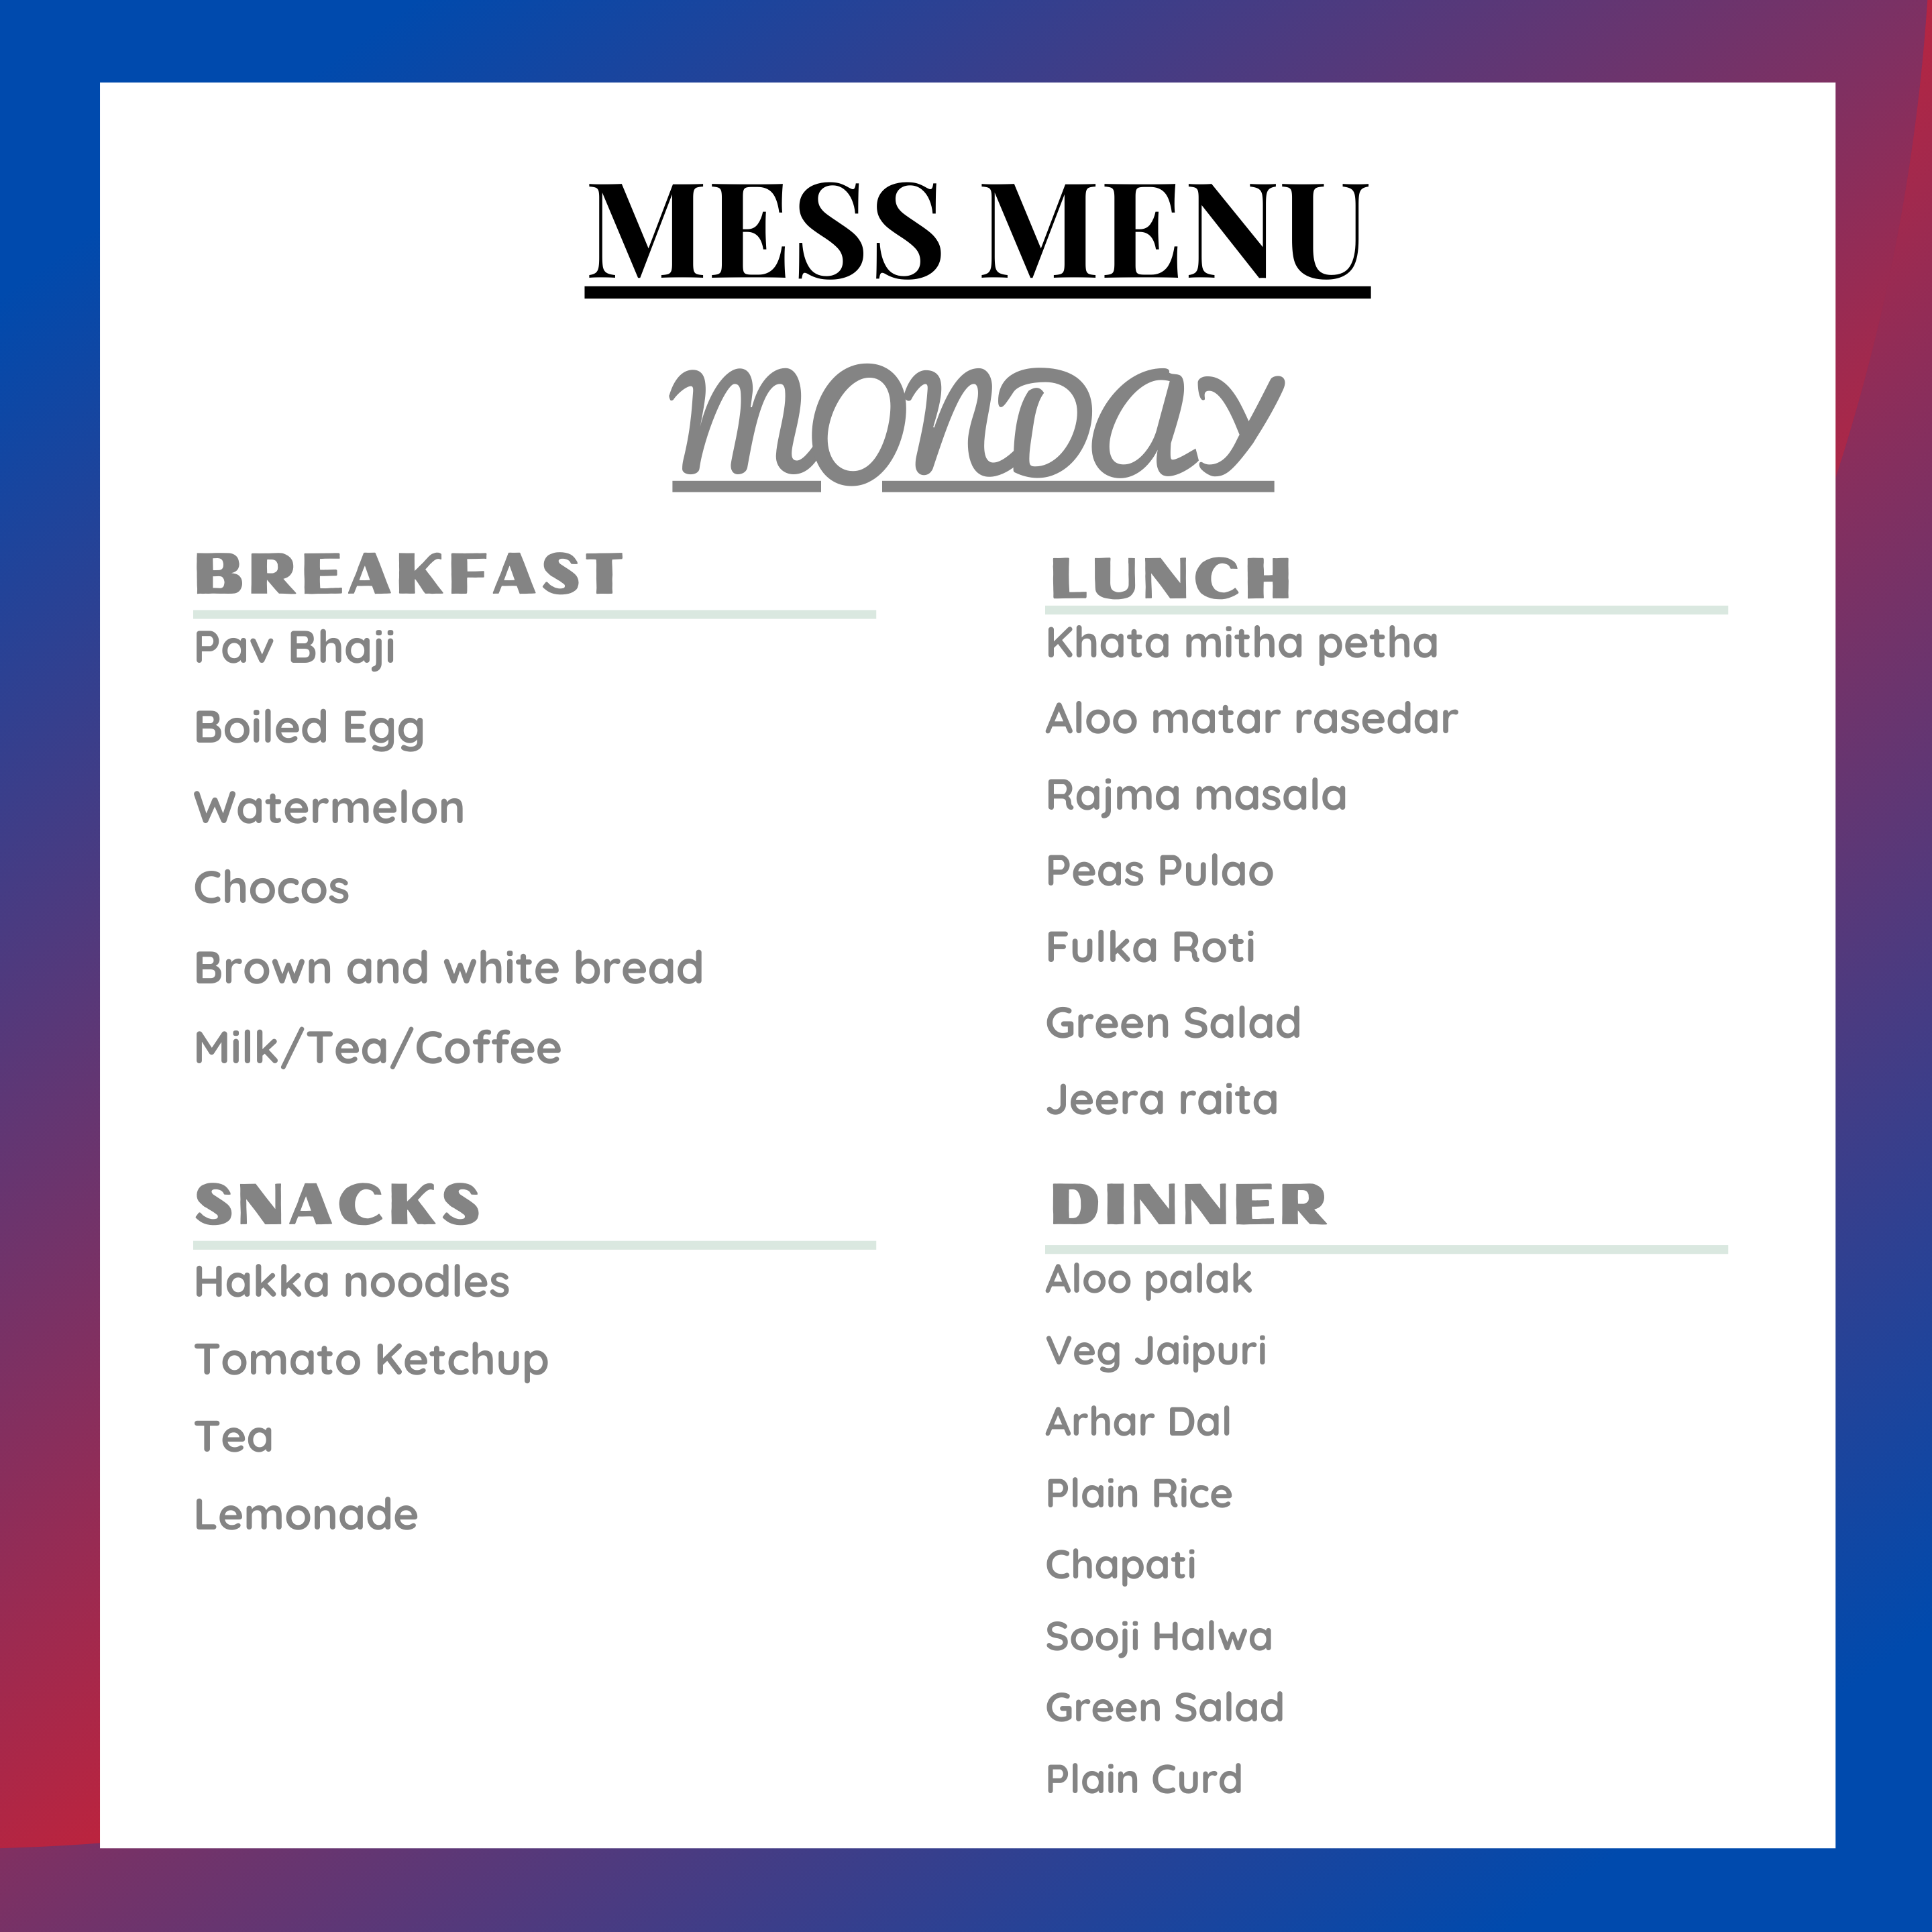 MESS MENU
monday
BREAKFAST
Pav Bhaji
Boiled Egg
Watermelon
Chocos
Brown and white bread
Milk/Tea/Coffee
LUNCH
Khata mitha petha
Aloo matar rasedar
Rajma masala
Peas Pulao
Fulka Roti
Green Salad
Jeera raita
SNACKS
Hakka noodles
Tomato Ketchup
Tea
Lemonade
DINNER
Aloo palak
Veg Jaipuri
Arhar Dal
Plain Rice
Chapati
Sooji Halwa
Green Salad
Plain Curd